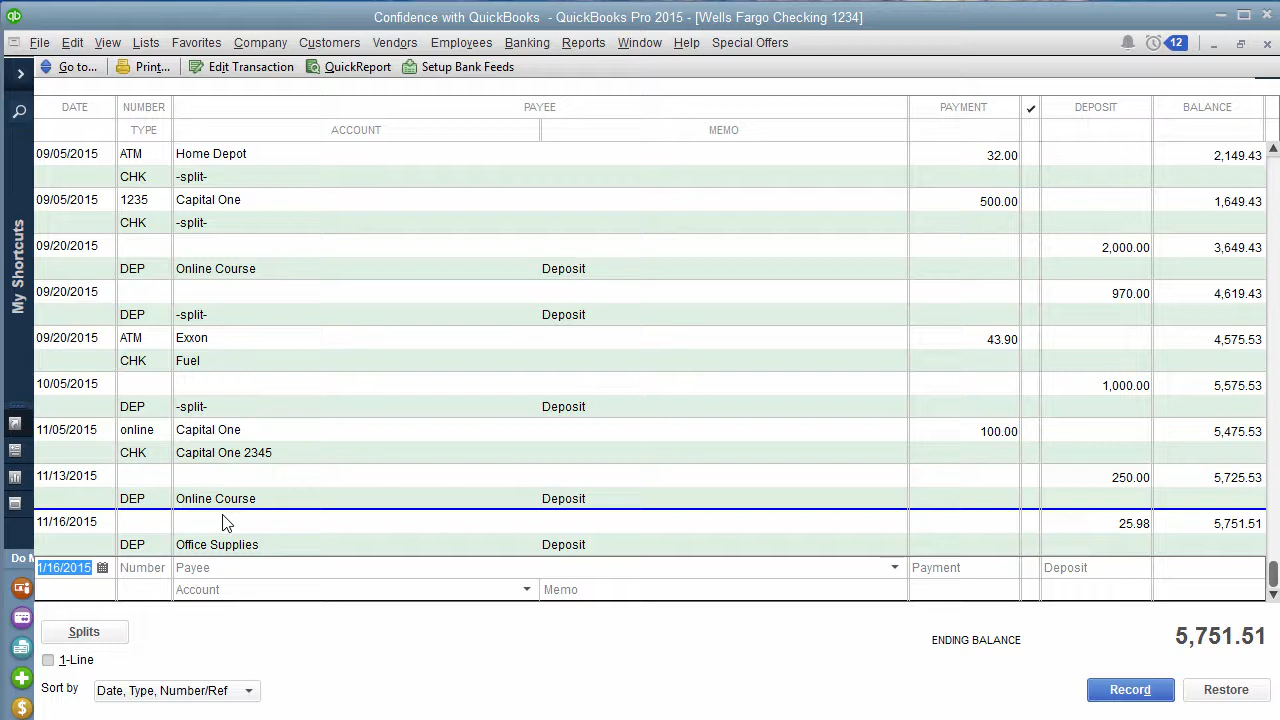 Confidence with QuickBooks - QuickBooks Pro 2015 - [Wells Fargo Checking 1234]
File Edit View Lists Favorites Company Customers Vendors Employees Banking Reports Window Help Special Offers 12
Go to... Print... Edit Transaction QuickReport Setup Bank Feeds
DATE NUMBER PAYEE PAYMENT ✓ DEPOSIT BALANCE
TYPE ACCOUNT MEMO
09/05/2015 ATM Home Depot 32.00 2,149.43
CHK -split-
09/05/2015 1235 Capital One 500.00 1,649.43
CHK -split-
09/20/2015 2,000.00 3,649.43
DEP Online Course Deposit
09/20/2015 970.00 4,619.43
DEP -split- Deposit
09/20/2015 ATM Exxon 43.90 4,575.53
CHK Fuel
10/05/2015 1,000.00 5,575.53
DEP -split- Deposit
11/05/2015 online Capital One 100.00 5,475.53
CHK Capital One 2345
11/13/2015 250.00 5,725.53
DEP Online Course Deposit
11/16/2015 25.98 5,751.51
DEP Office Supplies Deposit
1/16/2015 Number Payee Payment Deposit
Account Memo
My Shortcuts
Do M
Splits
ENDING BALANCE 5,751.51
1-Line
Sort by Date, Type, Number/Ref
Record Restore